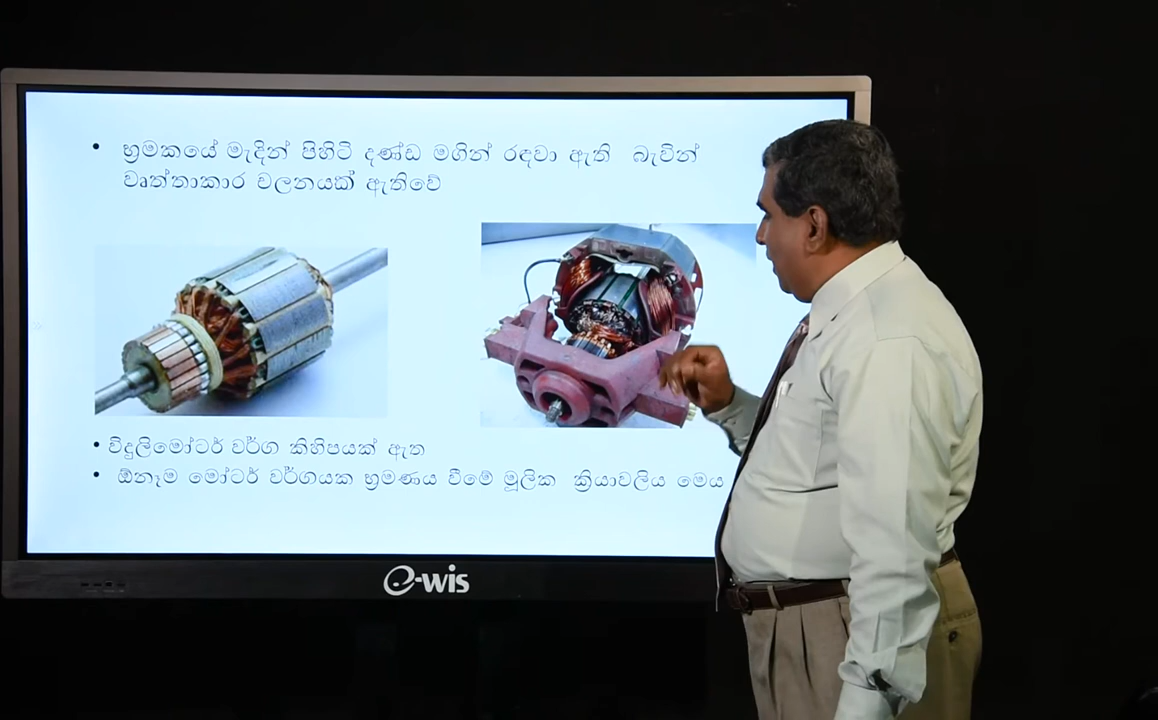 • භ්‍රමකයේ මැදින් පිහිටි දණ්ඩ මගින් රඳවා ඇති බැවින්
වෘත්තාකාර චලනයක් ඇතිවේ
• විදුලිමෝටර් වර්ග කිහිපයක් ඇත
• ඕනෑම මෝටර් වර්ගයක භ්‍රමණය වීමේ මූලික ක්‍රියාවලිය මෙය
e-wis